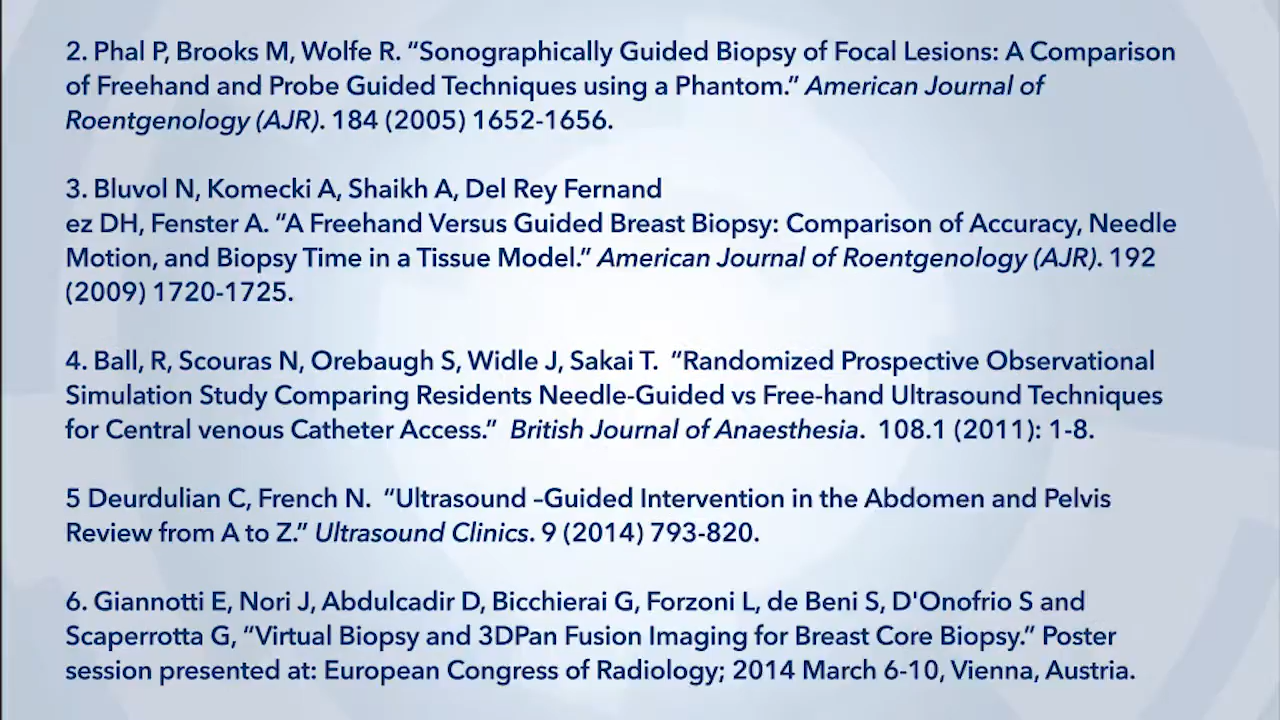 2. Phal P, Brooks M, Wolfe R. “Sonographically Guided Biopsy of Focal Lesions: A Comparison
of Freehand and Probe Guided Techniques using a Phantom.” American Journal of
Roentgenology (AJR). 184 (2005) 1652-1656.
3. Bluvol N, Komecki A, Shaikh A, Del Rey Fernand
ez DH, Fenster A. “A Freehand Versus Guided Breast Biopsy: Comparison of Accuracy, Needle
Motion, and Biopsy Time in a Tissue Model.” American Journal of Roentgenology (AJR). 192
(2009) 1720-1725.
4. Ball, R, Scouras N, Orebaugh S, Widle J, Sakai T. “Randomized Prospective Observational
Simulation Study Comparing Residents Needle-Guided vs Free-hand Ultrasound Techniques
for Central venous Catheter Access.” British Journal of Anaesthesia. 108.1 (2011): 1-8.
5 Deurdulian C, French N. “Ultrasound –Guided Intervention in the Abdomen and Pelvis
Review from A to Z.” Ultrasound Clinics. 9 (2014) 793-820.
6. Giannotti E, Nori J, Abdulcadir D, Bicchierai G, Forzoni L, de Beni S, D'Onofrio S and
Scaperrotta G, “Virtual Biopsy and 3DPan Fusion Imaging for Breast Core Biopsy.” Poster
session presented at: European Congress of Radiology; 2014 March 6-10, Vienna, Austria.